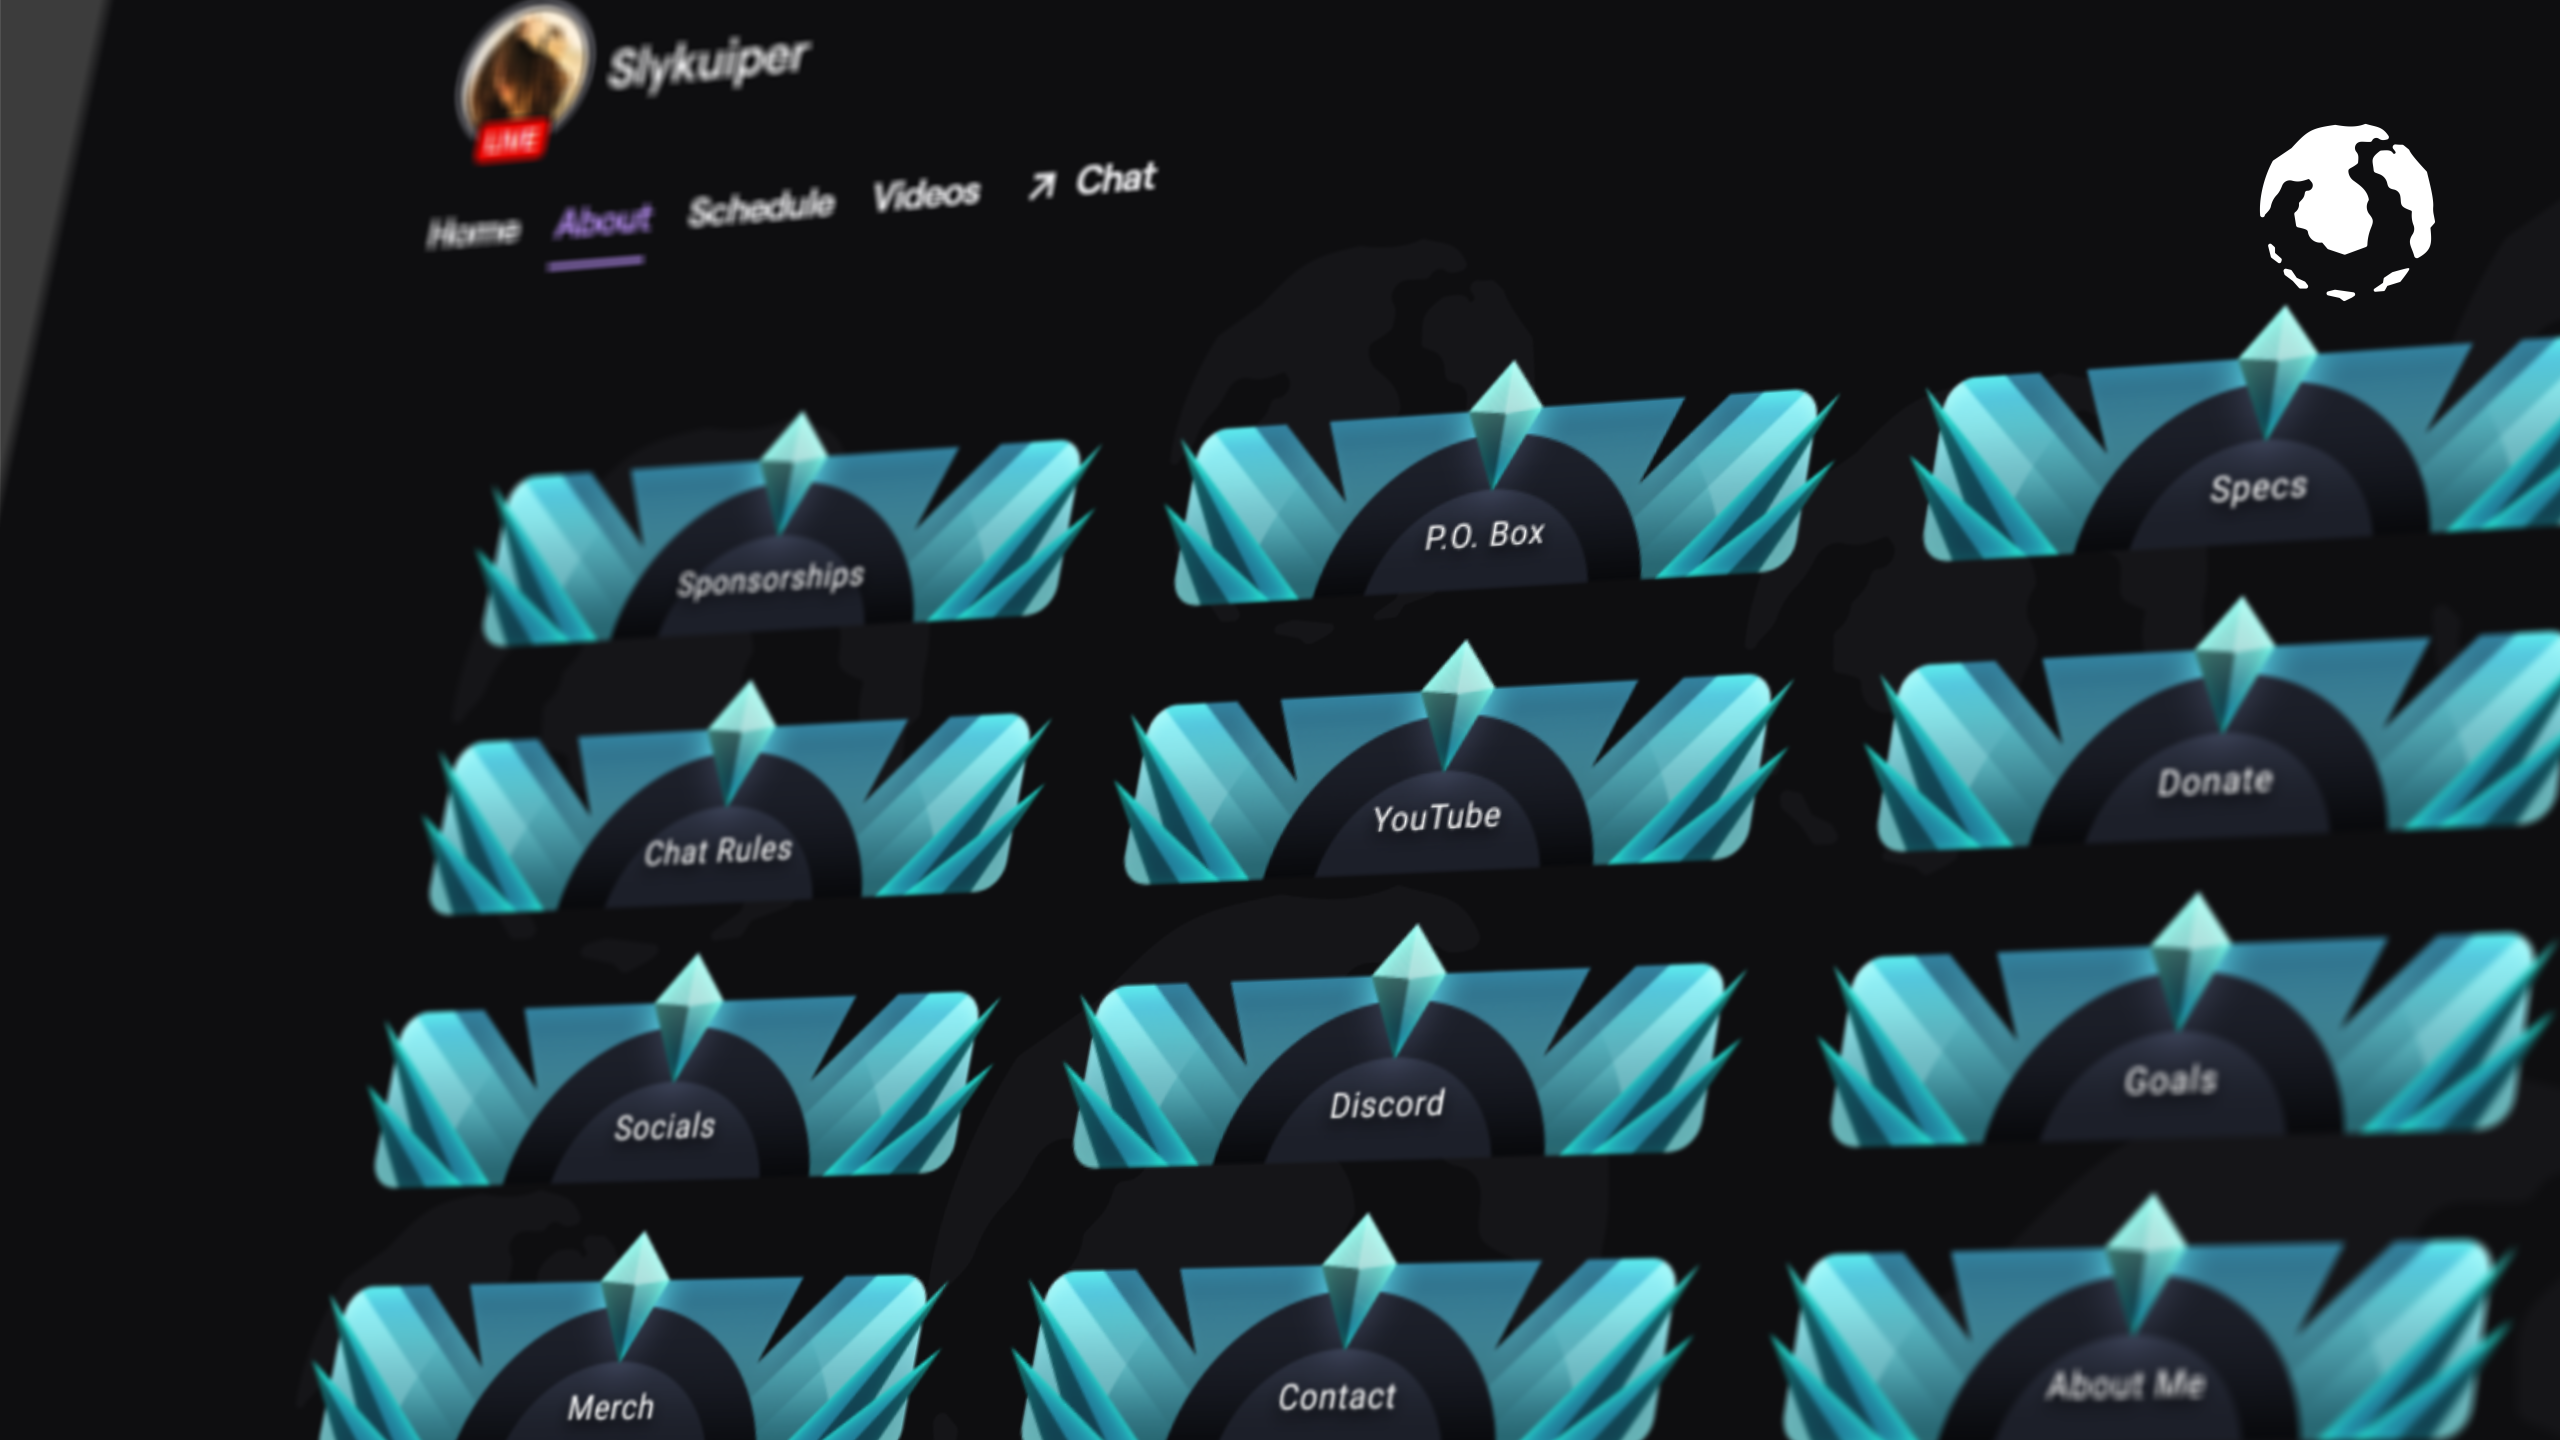 Slykuiper
LIVE
Home About Schedule Videos Chat
Sponsorships P.O. Box Specs
Chat Rules YouTube Donate
Socials Discord Goals
Merch Contact About Me